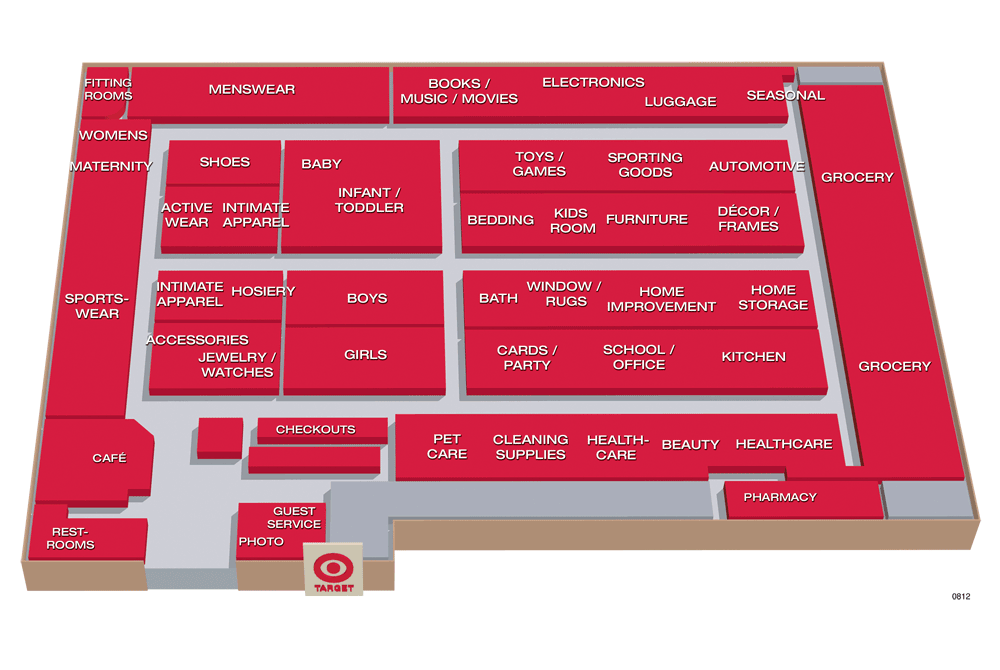 FITTING
ROOMS
MENSWEAR
BOOKS /
MUSIC / MOVIES
ELECTRONICS
LUGGAGE
SEASONAL
WOMENS
MATERNITY
SHOES
BABY
INFANT /
TODDLER
ACTIVE
WEAR
INTIMATE
APPAREL
TOYS /
GAMES
SPORTING
GOODS
AUTOMOTIVE
GROCERY
BEDDING
KIDS
ROOM
FURNITURE
DÉCOR /
FRAMES
SPORTS-
WEAR
INTIMATE
APPAREL
HOSIERY
BOYS
BATH
WINDOW /
RUGS
HOME
IMPROVEMENT
HOME
STORAGE
ACCESSORIES
JEWELRY /
WATCHES
GIRLS
CARDS /
PARTY
SCHOOL /
OFFICE
KITCHEN
GROCERY
CAFÉ
CHECKOUTS
PET
CARE
CLEANING
SUPPLIES
HEALTH-
CARE
BEAUTY
HEALTHCARE
REST-
ROOMS
GUEST
SERVICE
PHOTO
PHARMACY
TARGET
0812